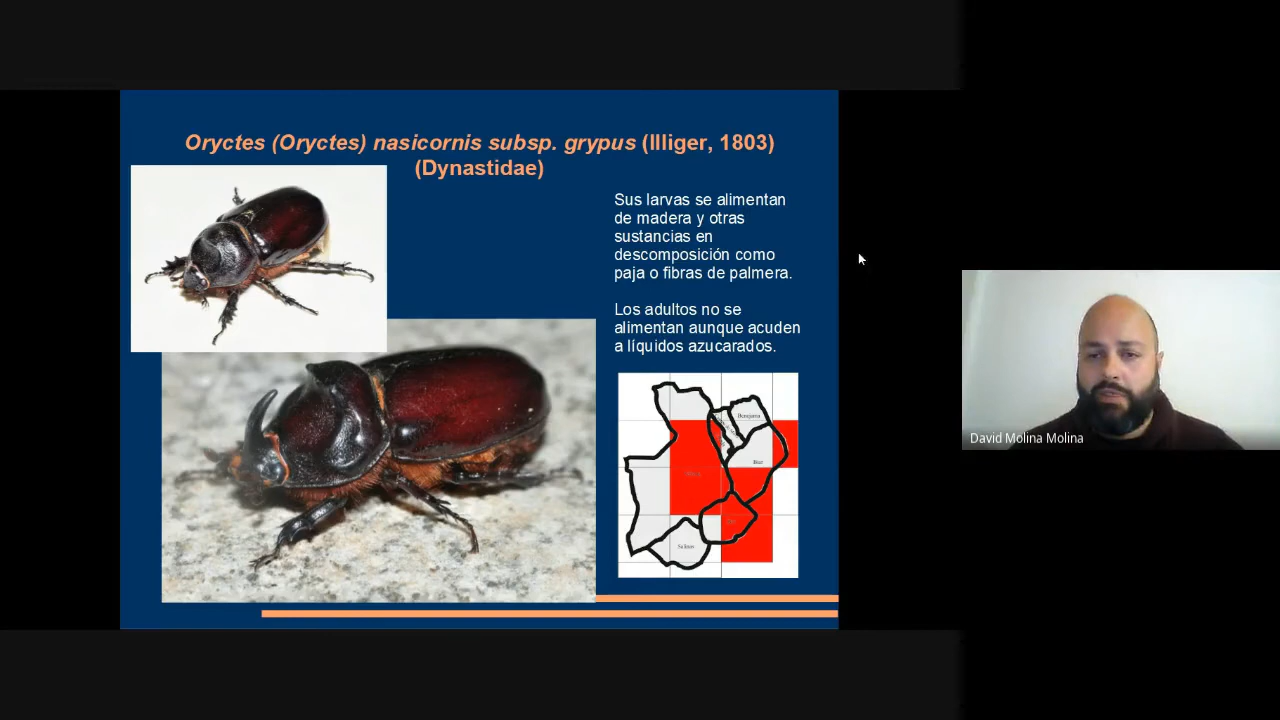 Oryctes (Oryctes) nasicornis subsp. grypus (Illiger, 1803)
(Dynastidae)
Sus larvas se alimentan
de madera y otras
sustancias en
descomposición como
paja o fibras de palmera.
Los adultos no se
alimentan aunque acuden
a líquidos azucarados.
Biar
David Molina Molina